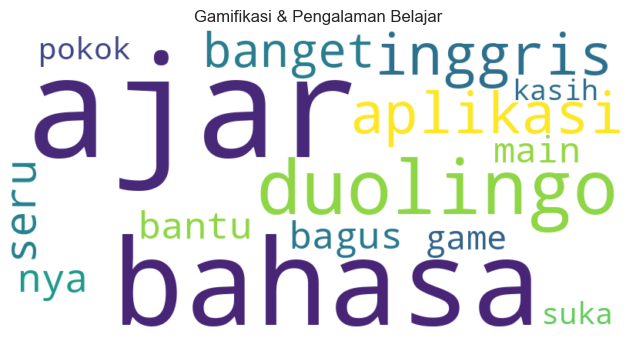 Gamifikasi & Pengalaman Belajar
pokok
banget
inggris
ajar
kasih
aplikasi
main
seru
duolingo
bantu
bagus
game
nya
bahasa
suka